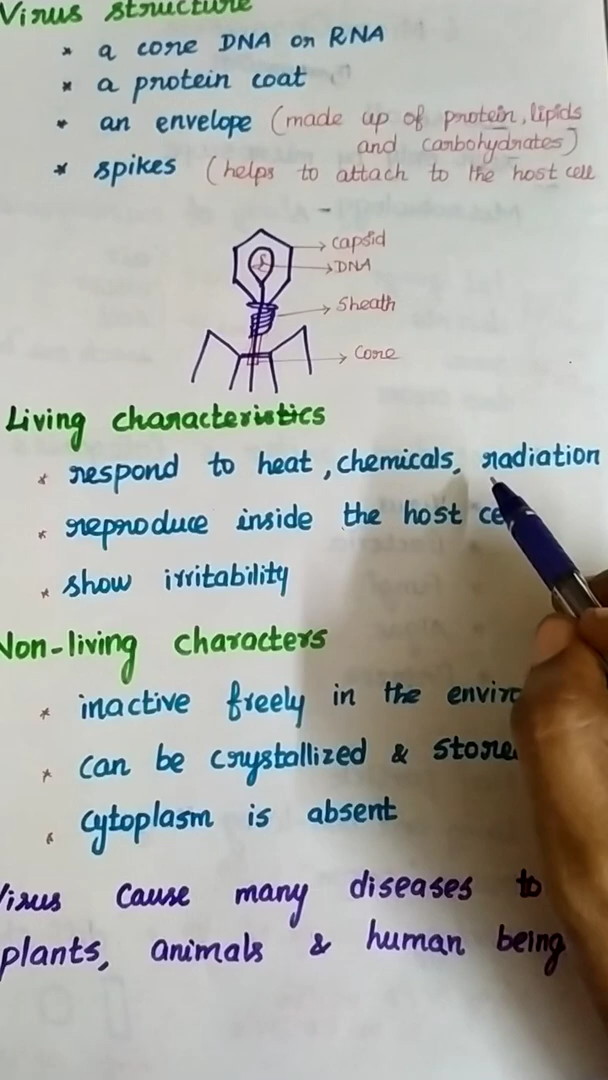 Virus structure
* a core DNA or RNA
* a protein coat
* an envelope (made up of protein, lipids
and carbohydrates)
* spikes (helps to attach to the host cell
capsid
DNA
Sheath
Core
Living characteristics
* respond to heat, chemicals, radiation
* reproduce inside the host
* show irritability
Non-living characters
* inactive freely in the
* can be crystallized &
* cytoplasm is absent
Virus cause many diseases to
plants, animals & human being